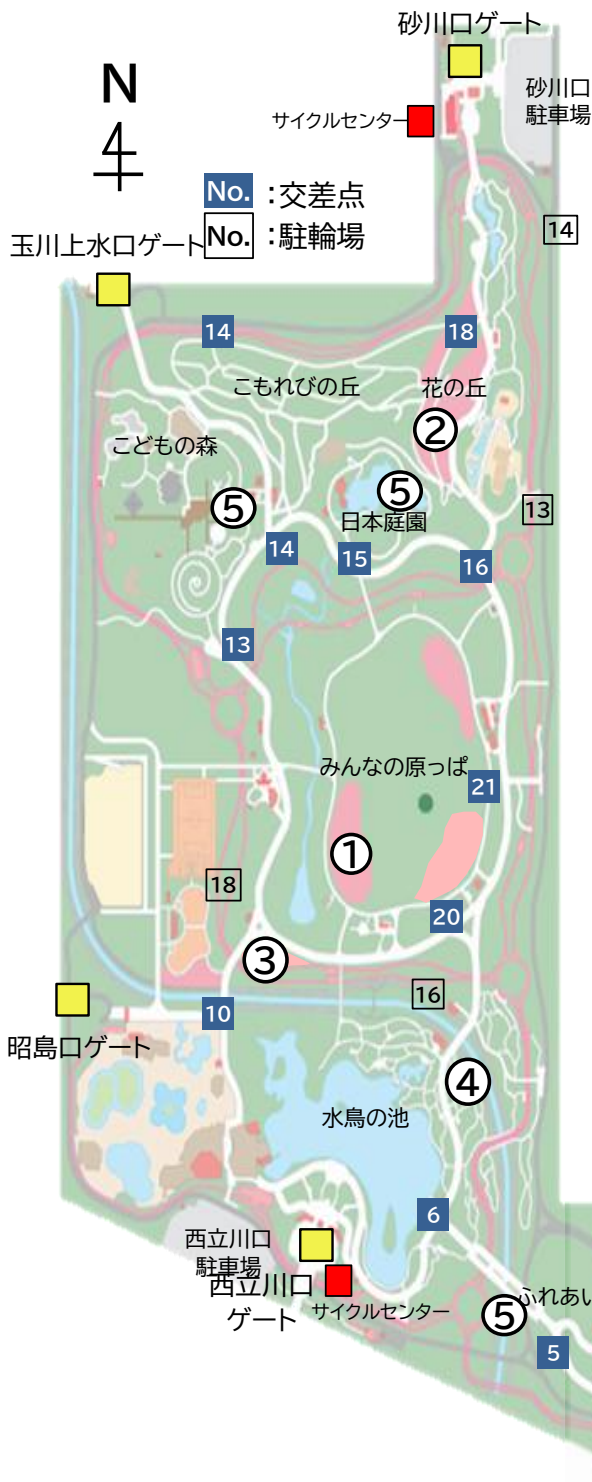 砂川口ゲート
N
砂川口
駐車場
サイクルセンター
No. ：交差点
No. ：駐輪場
14
玉川上水口ゲート
14
18
こもれびの丘
花の丘
②
こどもの森
⑤
⑤
13
日本庭園
14
15
16
13
みんなの原っぱ
21
①
18
20
③
16
10
昭島口ゲート
④
水鳥の池
6
西立川口
駐車場
西立川口
ゲート
サイクルセンター
ふれあい
⑤
5